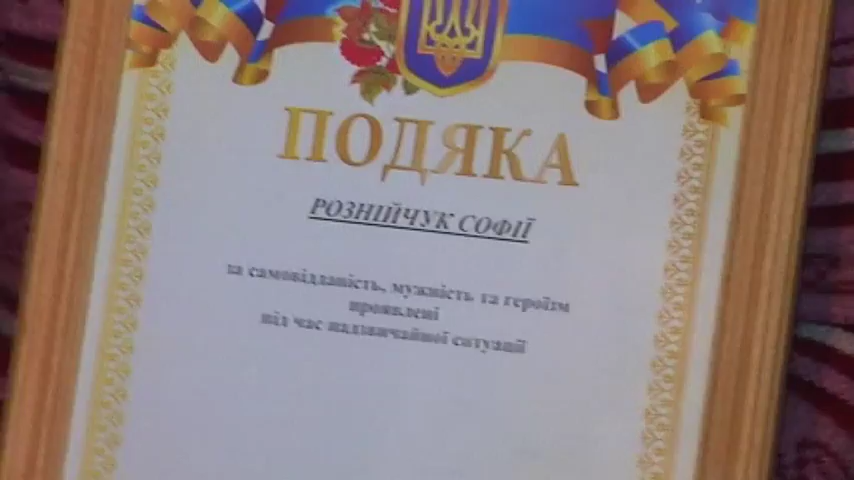 ПОДЯКА
РОЗНІЙЧУК СОФІЇ
за самовідданість, мужність та героїзм
проявлені
під час надзвичайної ситуації